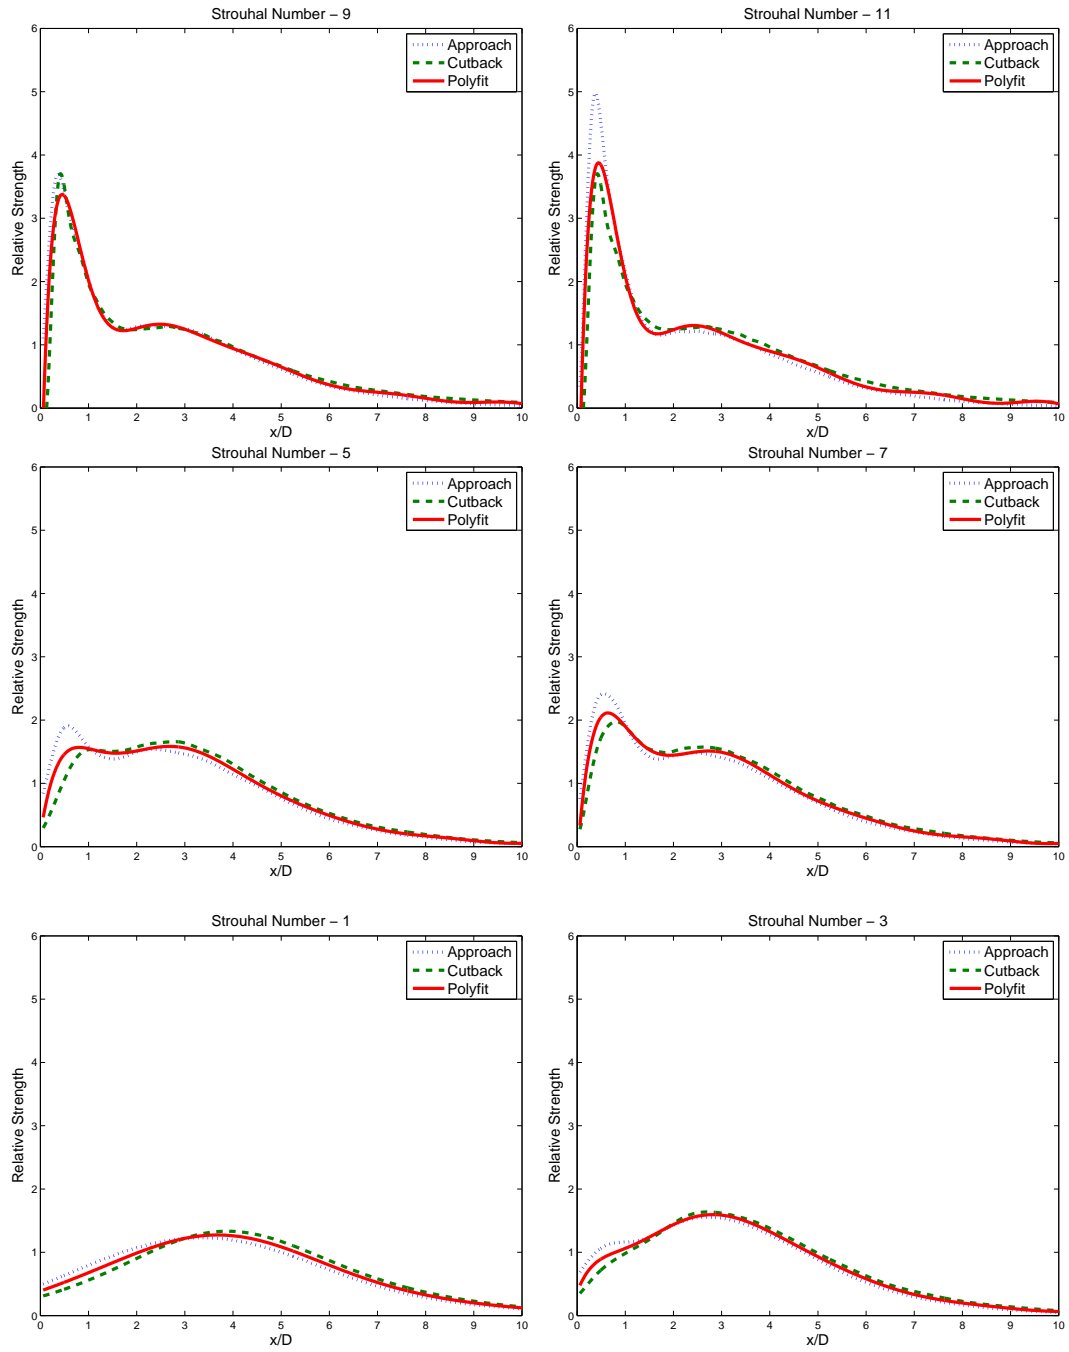 Strouhal Number − 9
Approach
Cutback
Polyfit
Relative Strength
6
5
4
3
2
1
0
0 1 2 3 4 5 6 7 8 9 10
x/D
Strouhal Number − 11
Approach
Cutback
Polyfit
Relative Strength
6
5
4
3
2
1
0
0 1 2 3 4 5 6 7 8 9 10
x/D
Strouhal Number − 5
Approach
Cutback
Polyfit
Relative Strength
6
5
4
3
2
1
0
0 1 2 3 4 5 6 7 8 9 10
x/D
Strouhal Number − 7
Approach
Cutback
Polyfit
Relative Strength
6
5
4
3
2
1
0
0 1 2 3 4 5 6 7 8 9 10
x/D
Strouhal Number − 1
Approach
Cutback
Polyfit
Relative Strength
6
5
4
3
2
1
0
0 1 2 3 4 5 6 7 8 9 10
x/D
Strouhal Number − 3
Approach
Cutback
Polyfit
Relative Strength
6
5
4
3
2
1
0
0 1 2 3 4 5 6 7 8 9 10
x/D